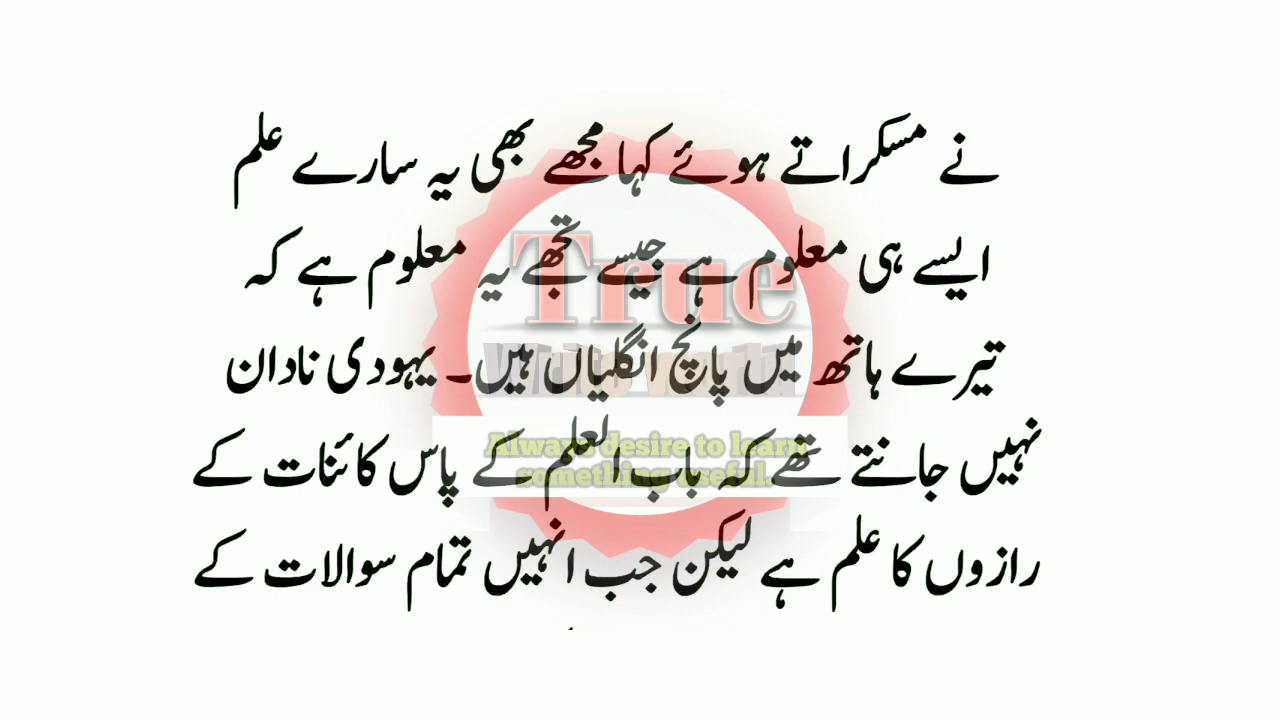 نے مسکراتے ہوئے کہا مجھے بھی یہ سارے علم
ایسے ہی معلوم ہے جیسے تجھے یہ معلوم ہے کہ
تیرے ہاتھ میں پانچ انگلیاں ہیں۔ یہودی نادان
نہیں جانتے تھے کہ باب العلم کے پاس کائنات کے
رازوں کا علم ہے لیکن جب انہیں تمام سوالات کے
True
Write world
Always desire to learn
something useful.